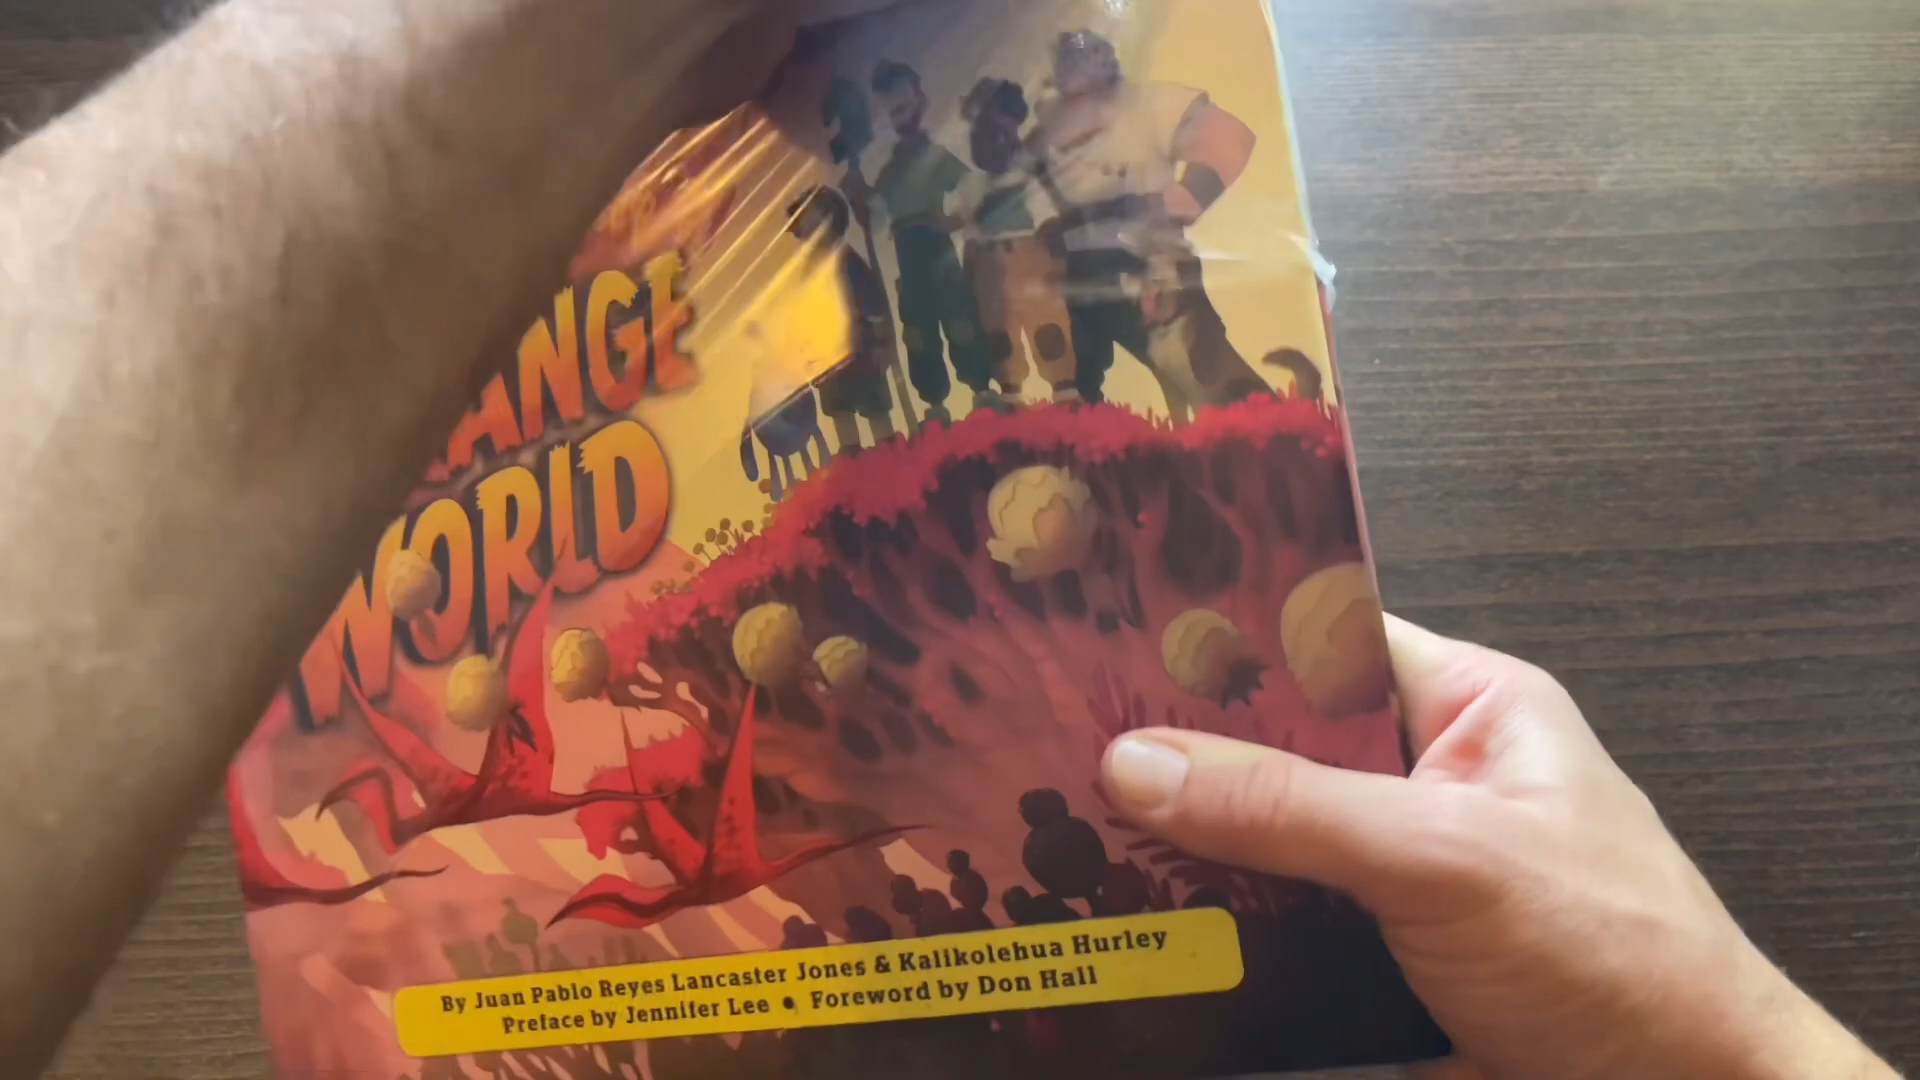 ANGE
WORLD
By Juan Pablo Reyes Lancaster Jones & Kalikolehua Hurley
Preface by Jennifer Lee • Foreword by Don Hall